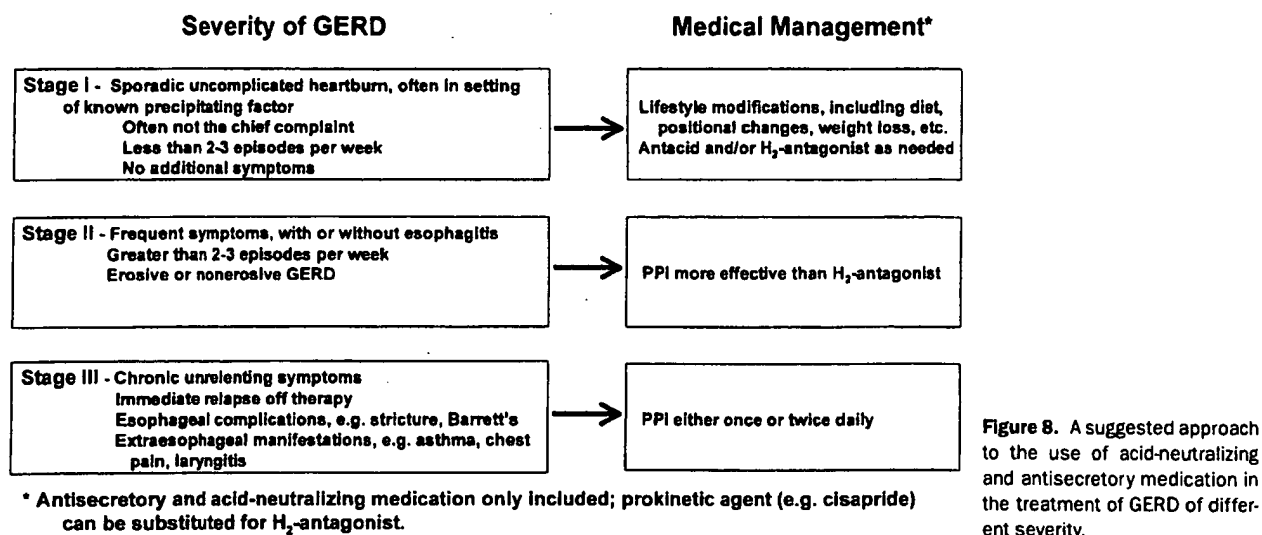 Severity of GERD
Medical Management*
Stage I - Sporadic uncomplicated heartburn, often in setting
of known precipitating factor
Often not the chief complaint
Less than 2-3 episodes per week
No additional symptoms
Lifestyle modifications, including diet,
positional changes, weight loss, etc.
Antacid and/or H₂-antagonist as needed
Stage II - Frequent symptoms, with or without esophagitis
Greater than 2-3 episodes per week
Erosive or nonerosive GERD
PPI more effective than H₂-antagonist
Stage III - Chronic unrelenting symptoms
Immediate relapse off therapy
Esophageal complications, e.g. stricture, Barrett's
Extraesophageal manifestations, e.g. asthma, chest
pain, laryngitis
PPI either once or twice daily
* Antisecretory and acid-neutralizing medication only included; prokinetic agent (e.g. cisapride)
can be substituted for H₂-antagonist.
Figure 8. A suggested approach
to the use of acid-neutralizing
and antisecretory medication in
the treatment of GERD of differ-
ent severity.